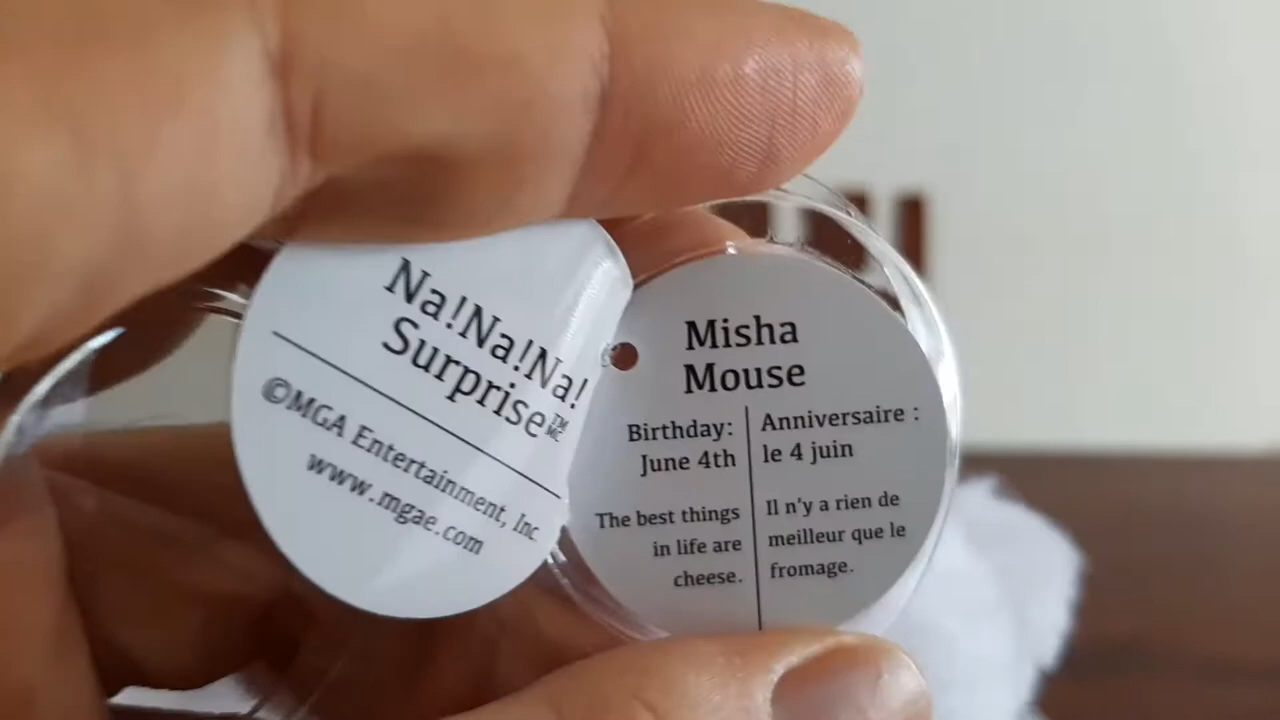 Na!Na!Na!
Surprise™ MC
©MGA Entertainment, Inc.
www.mgae.com
Misha
Mouse
Birthday:
June 4th
The best things
in life are
cheese.
Anniversaire :
le 4 juin
Il n'y a rien de
meilleur que le
fromage.